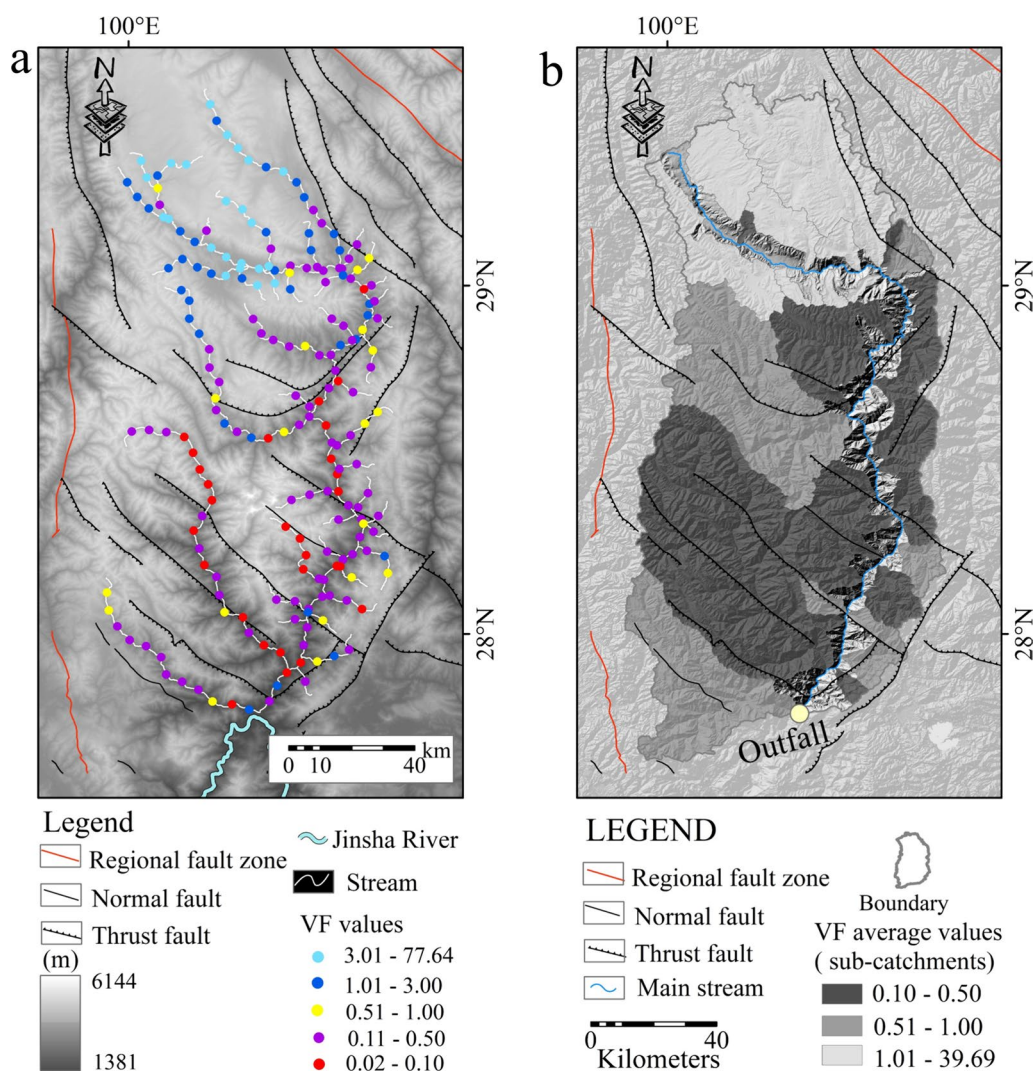 100°E
a
N
0 10 40 km
Legend
Regional fault zone
Normal fault
Thrust fault
(m)
6144
1381
Jinsha River
Stream
VF values
3.01 - 77.64
1.01 - 3.00
0.51 - 1.00
0.11 - 0.50
0.02 - 0.10
29°N
28°N
100°E
b
N
Outfall
29°N
28°N
LEGEND
Regional fault zone
Normal fault
Thrust fault
Main stream
0 40
Kilometers
Boundary
VF average values
( sub-catchments)
0.10 - 0.50
0.51 - 1.00
1.01 - 39.69